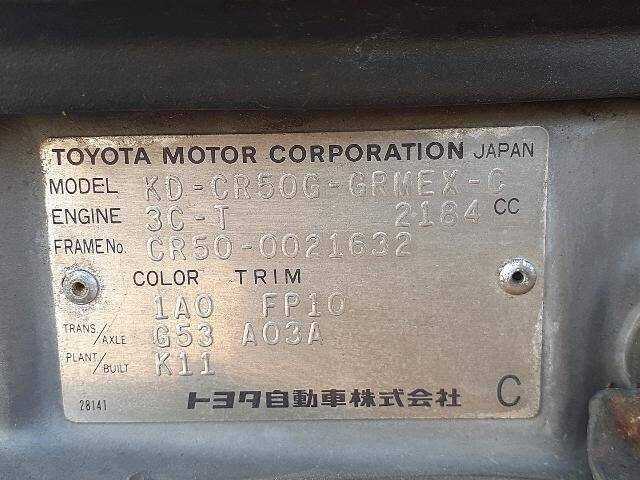 TOYOTA MOTOR CORPORATION JAPAN
MODEL KD-CR50G-GRMEX-C
ENGINE 3C-T 2184 CC
FRAME No. CR50-0021632
COLOR TRIM
1A0 FP10
TRANS./AXLE G53 A03A
PLANT/BUILT K11
28141 トヨタ自動車株式会社 C